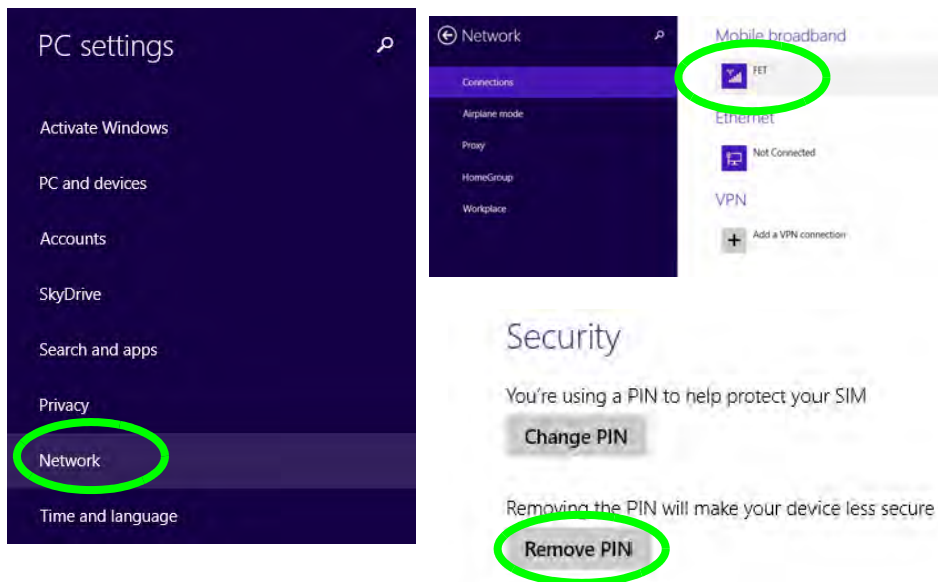 PC settings
Activate Windows
PC and devices
Accounts
SkyDrive
Search and apps
Privacy
Network
Time and language
Network
Connections
Airplane mode
Proxy
HomeGroup
Workplace
Mobile broadband
FET
Ethernet
Not Connected
VPN
Add a VPN connection
Security
You're using a PIN to help protect your SIM
Change PIN
Removing the PIN will make your device less secure
Remove PIN